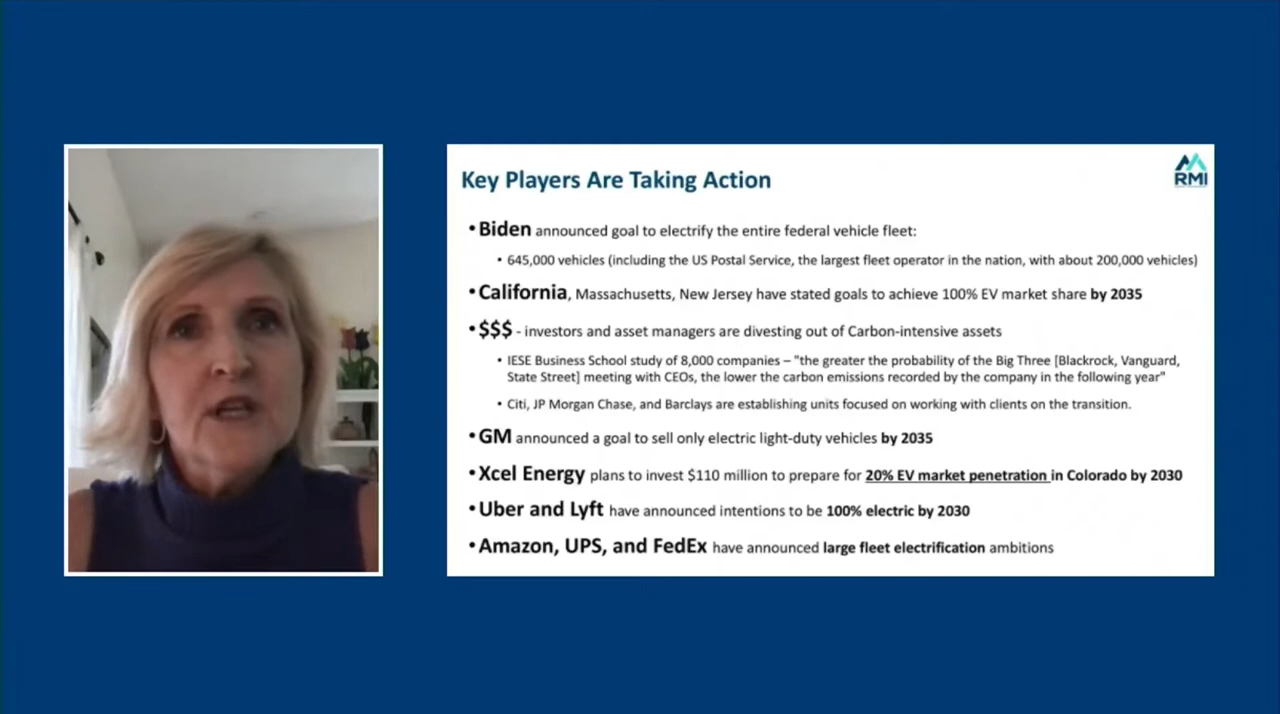 Key Players Are Taking Action
RMI
• Biden announced goal to electrify the entire federal vehicle fleet:
• 645,000 vehicles (including the US Postal Service, the largest fleet operator in the nation, with about 200,000 vehicles)
• California, Massachusetts, New Jersey have stated goals to achieve 100% EV market share by 2035
• $$$ - investors and asset managers are divesting out of Carbon-intensive assets
• IESE Business School study of 8,000 companies – "the greater the probability of the Big Three [Blackrock, Vanguard,
State Street] meeting with CEOs, the lower the carbon emissions recorded by the company in the following year"
• Citi, JP Morgan Chase, and Barclays are establishing units focused on working with clients on the transition.
• GM announced a goal to sell only electric light-duty vehicles by 2035
• Xcel Energy plans to invest $110 million to prepare for 20% EV market penetration in Colorado by 2030
• Uber and Lyft have announced intentions to be 100% electric by 2030
• Amazon, UPS, and FedEx have announced large fleet electrification ambitions